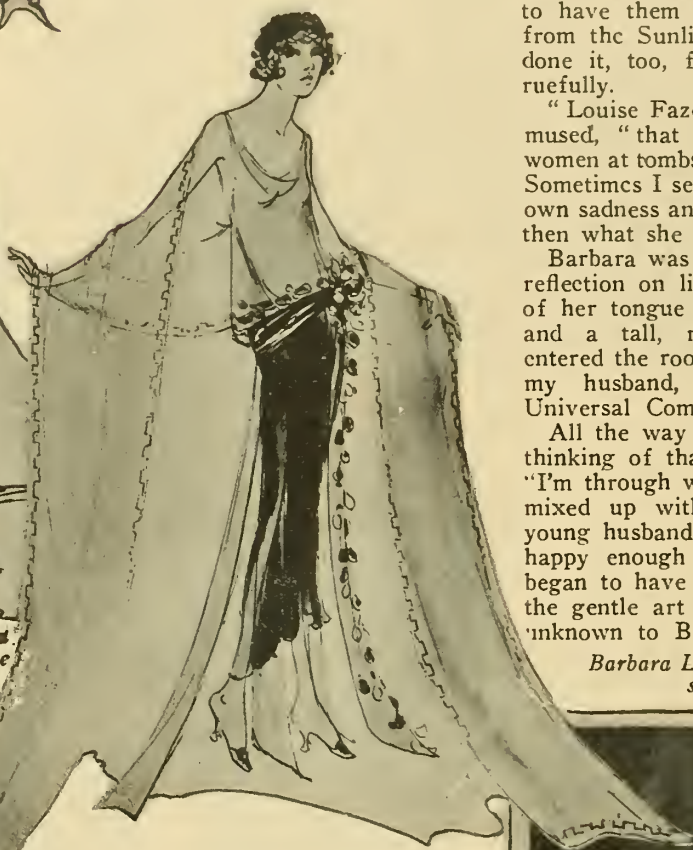 to have them
from the Sunli
done it, too, f
ruefully.
"Louise Faz
mused, "that
women at tombs
Sometimes I se
own sadness an
then what she
Barbara was
reflection on li
of her tongue
and a tall, r
entered the roo
my husband,
Universal Com
All the way
thinking of tha
"I'm through w
mixed up with
young husband
happy enough
began to have
the gentle art
unknown to B
Barbara L
s